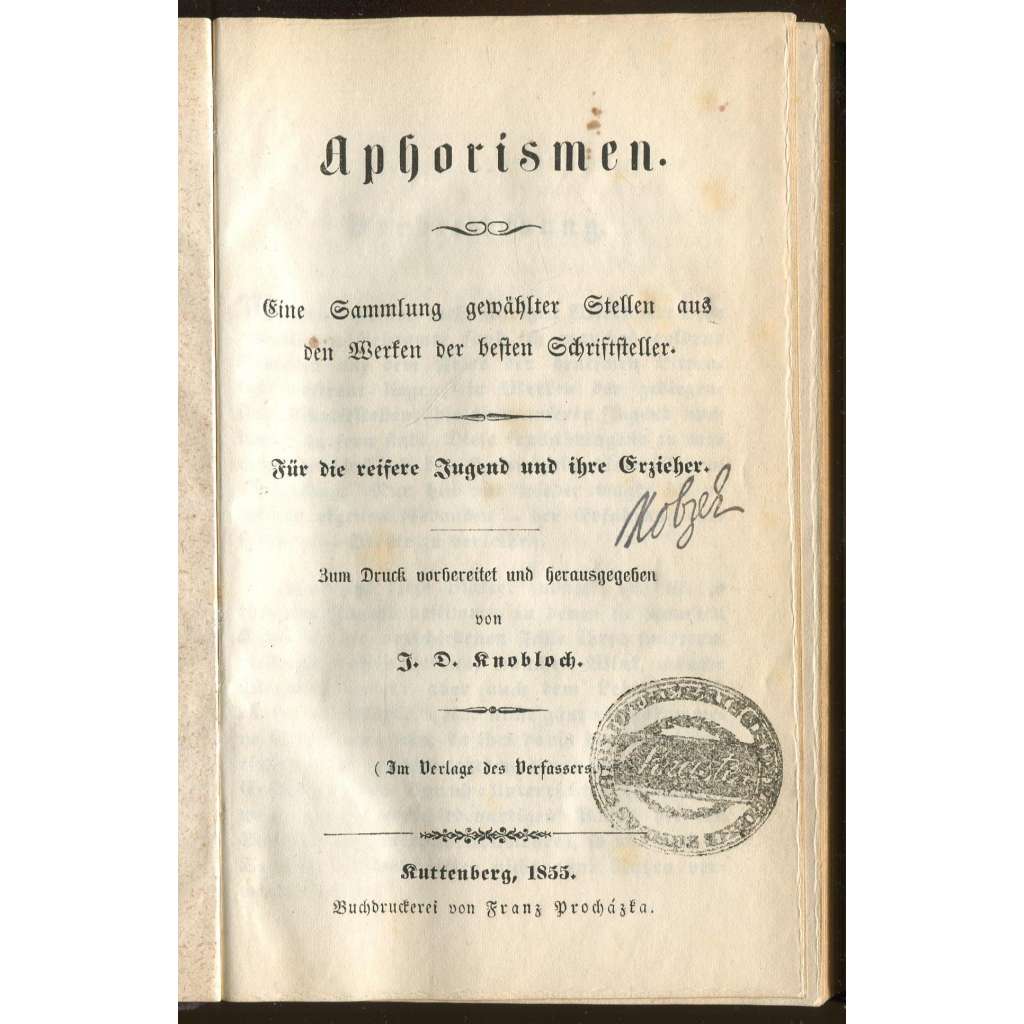 Aphorismen.
Eine Sammlung gewählter Stellen aus
den Werken der besten Schriftsteller.
Für die reifere Jugend und ihre Erzieher.
Zum Druck vorbereitet und herausgegeben
von
J. D. Knobloch.
(Im Verlage des Verfassers.)
Kuttenberg, 1855.
Buchdruckerei von Franz Procházka.